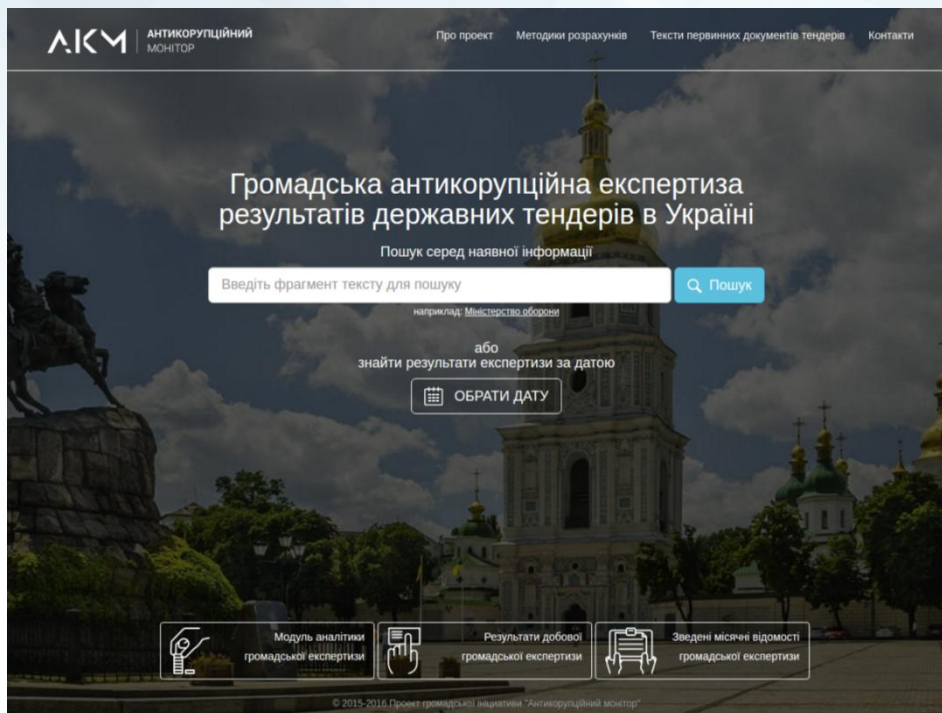 АКМ
АНТИКОРУПЦІЙНИЙ
МОНІТОР
Про проект Методики розрахунків Тексти первинних документів тендерів Контакти
Громадська антикорупційна експертиза
результатів державних тендерів в Україні
Пошук серед наявної інформації
Введіть фрагмент тексту для пошуку
Пошук
наприклад: Міністерство оборони
або
знайти результати експертизи за датою
ОБРАТИ ДАТУ
Модуль аналітики
громадської експертизи
Результати добової
громадської експертизи
Зведені місячні відомості
громадської експертизи
© 2015-2016 Проект громадської ініціативи "Антикорупційний монітор"